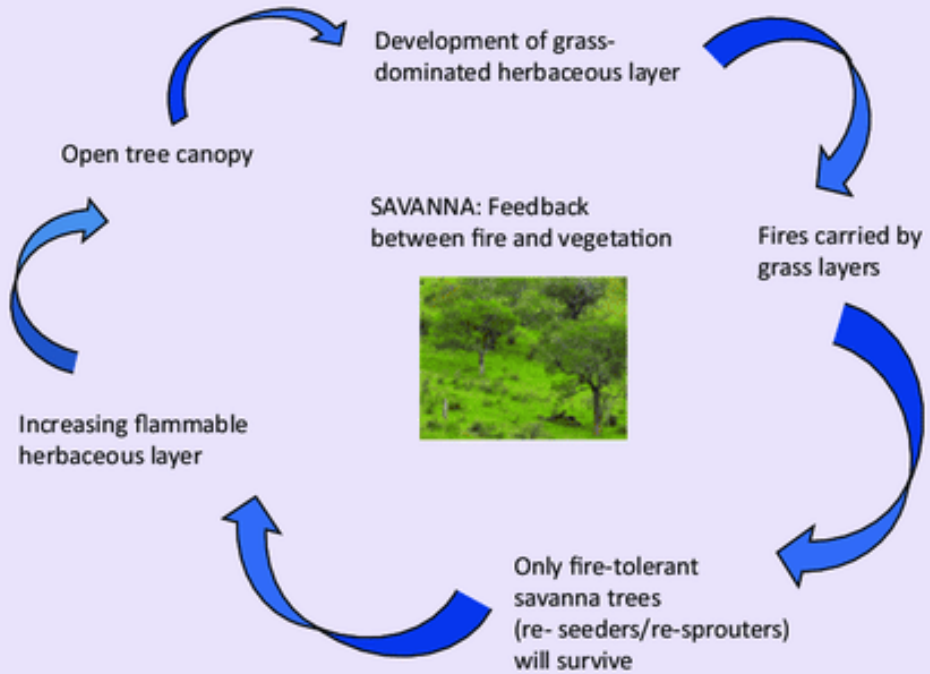 Development of grass-
dominated herbaceous layer
Open tree canopy
SAVANNA: Feedback
between fire and vegetation
Fires carried by
grass layers
Increasing flammable
herbaceous layer
Only fire-tolerant
savanna trees
(re- seeders/re-sprouters)
will survive